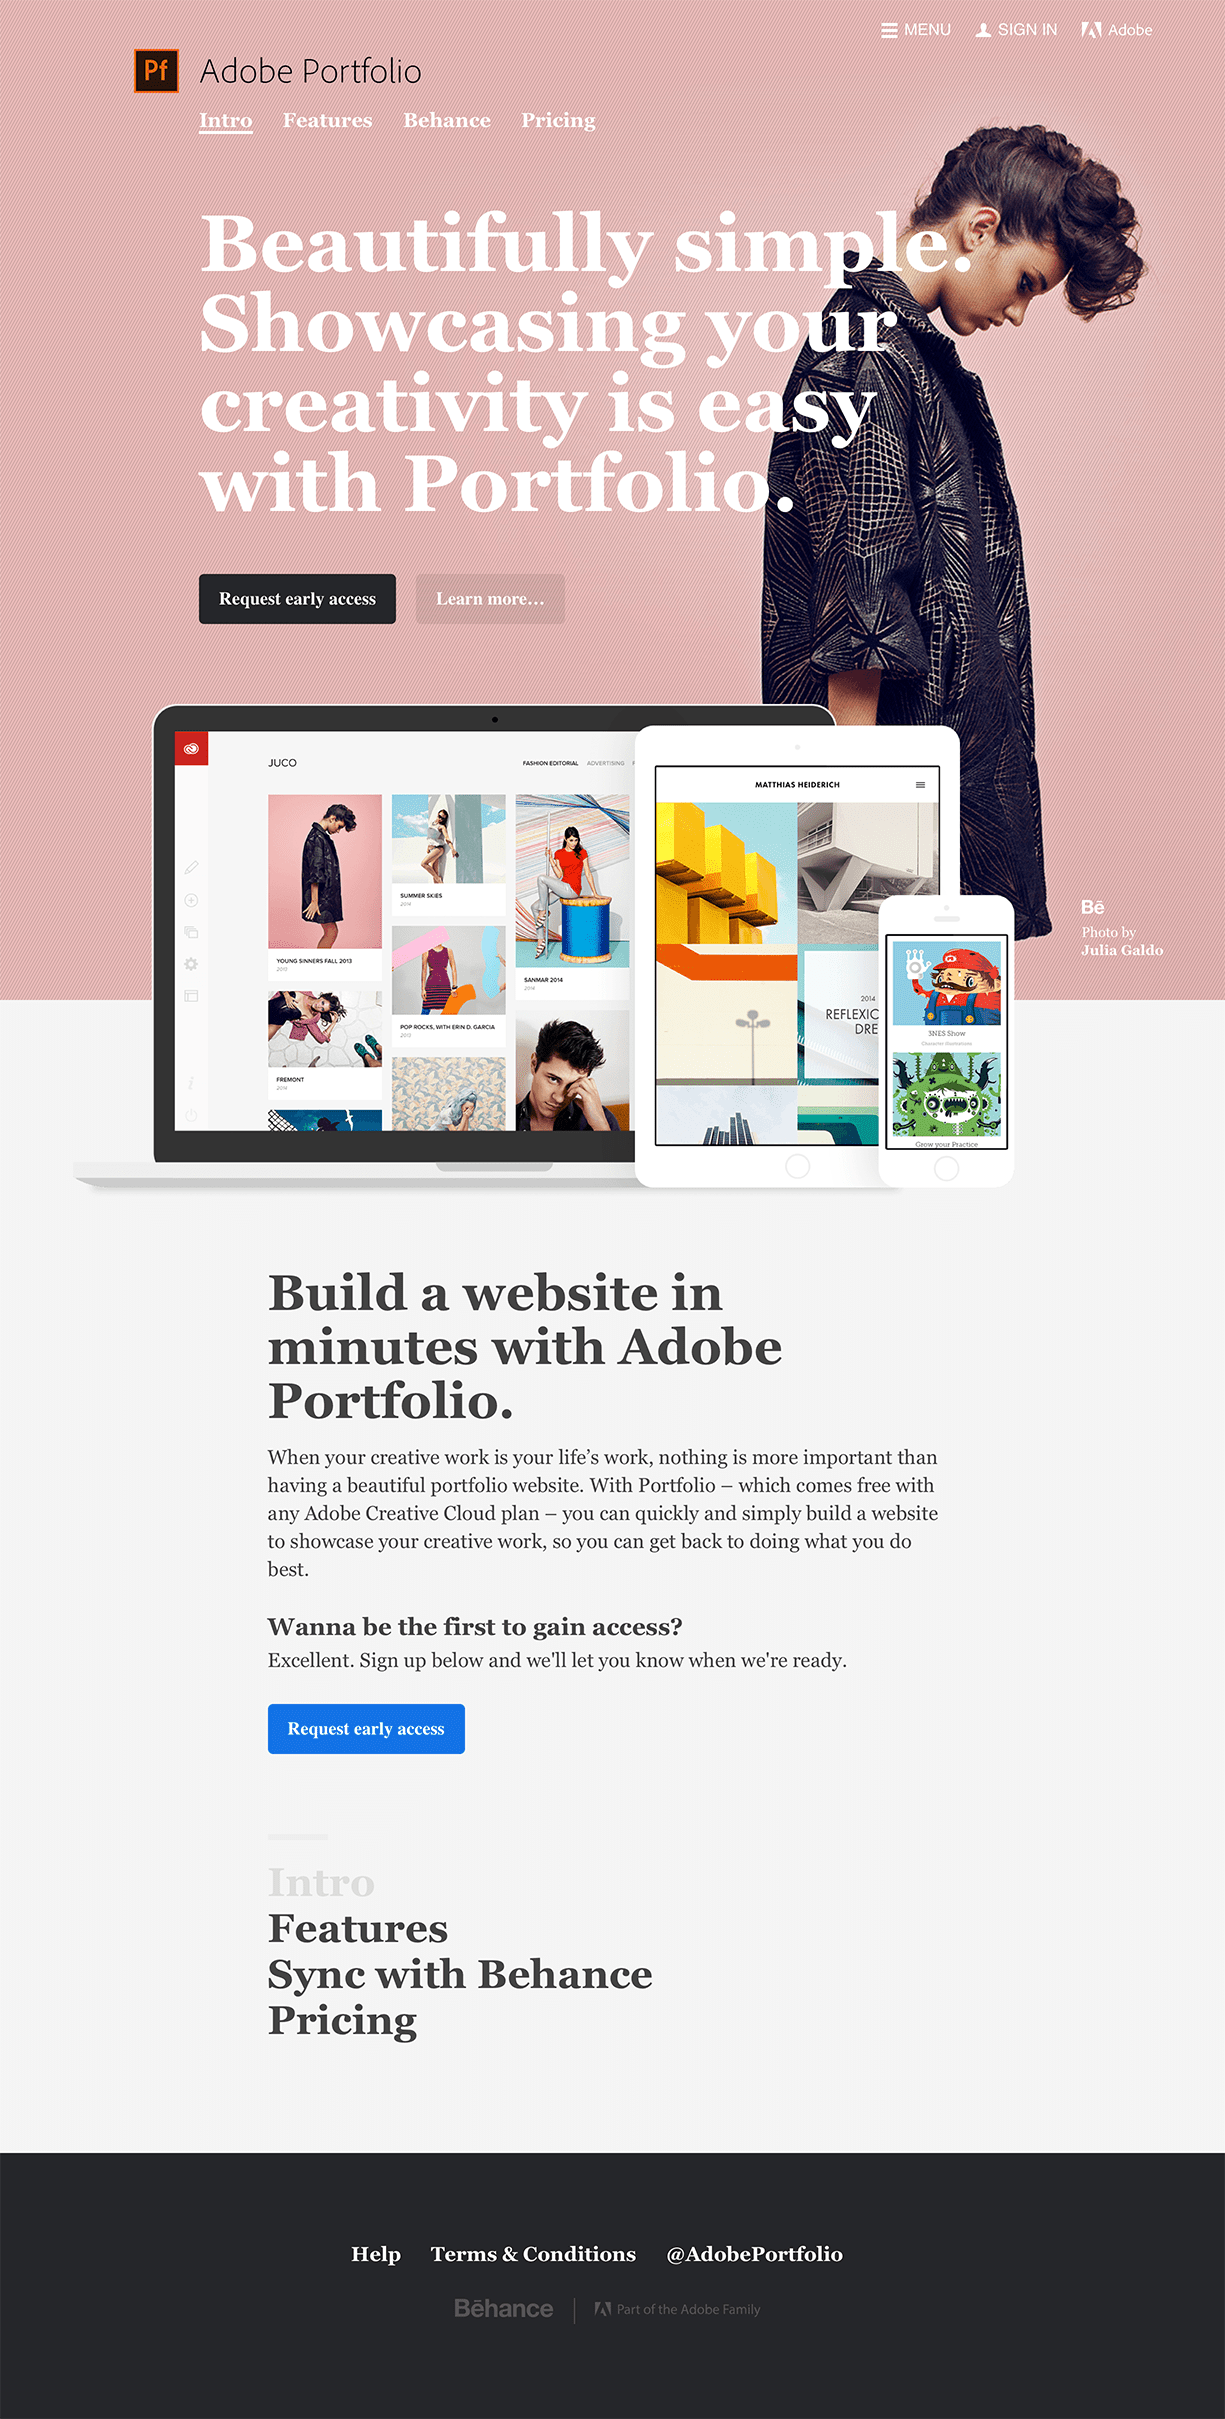 MENU SIGN IN Adobe
Pf Adobe Portfolio
Intro Features Behance Pricing
Beautifully simple.
Showcasing your
creativity is easy
with Portfolio.
Request early access Learn more...
JUCO
FASHION EDITORIAL ADVERTISING
YOUNG SINNERS FALL 2013
2013
FREMONT
2014
SUMMER SKIES
2014
POP ROCKS, WITH ERIN D. GARCIA
2013
SANMAR 2014
2014
MATTHIAS HEIDERICH
2014
REFLEXIO
DRE
3NES Show
Character illustrations
Grow your Practice
Bē
Photo by
Julia Galdo
Build a website in
minutes with Adobe
Portfolio.
When your creative work is your life’s work, nothing is more important than
having a beautiful portfolio website. With Portfolio – which comes free with
any Adobe Creative Cloud plan – you can quickly and simply build a website
to showcase your creative work, so you can get back to doing what you do
best.
Wanna be the first to gain access?
Excellent. Sign up below and we'll let you know when we're ready.
Request early access
Intro
Features
Sync with Behance
Pricing
Help Terms & Conditions @AdobePortfolio
Bēhance Part of the Adobe Family